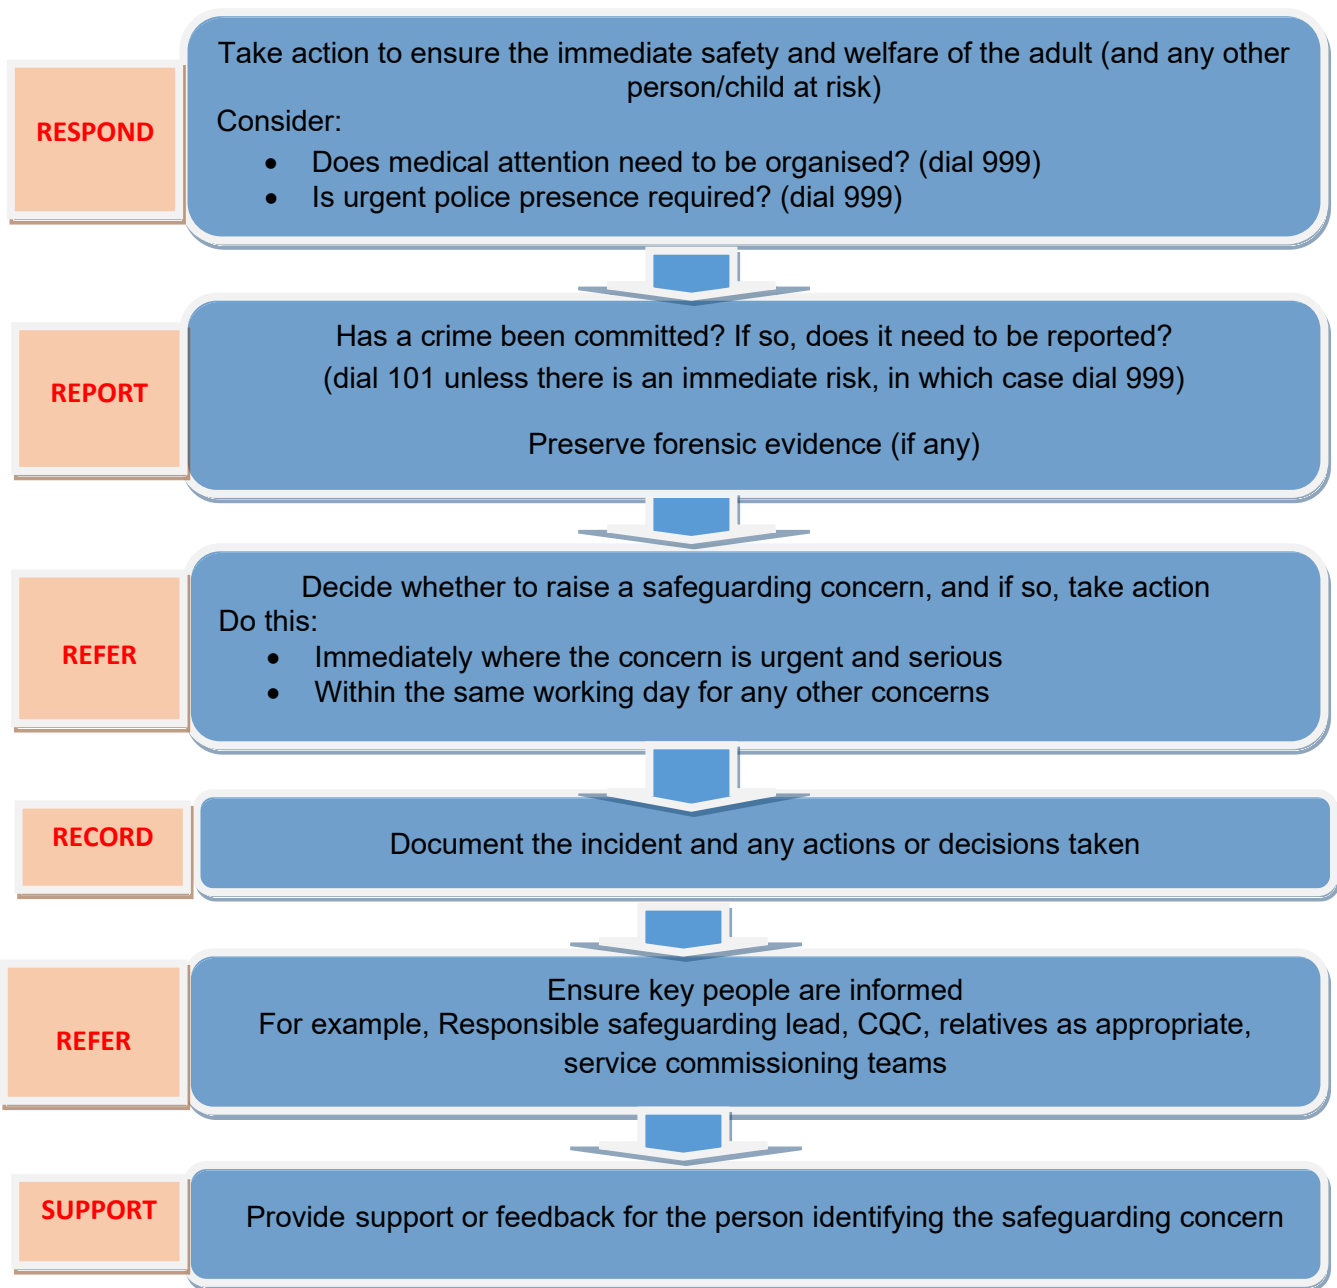 RESPOND
Take action to ensure the immediate safety and welfare of the adult (and any other
person/child at risk)
Consider:
• Does medical attention need to be organised? (dial 999)
• Is urgent police presence required? (dial 999)
REPORT
Has a crime been committed? If so, does it need to be reported?
(dial 101 unless there is an immediate risk, in which case dial 999)
Preserve forensic evidence (if any)
REFER
Decide whether to raise a safeguarding concern, and if so, take action
Do this:
• Immediately where the concern is urgent and serious
• Within the same working day for any other concerns
RECORD
Document the incident and any actions or decisions taken
REFER
Ensure key people are informed
For example, Responsible safeguarding lead, CQC, relatives as appropriate,
service commissioning teams
SUPPORT
Provide support or feedback for the person identifying the safeguarding concern